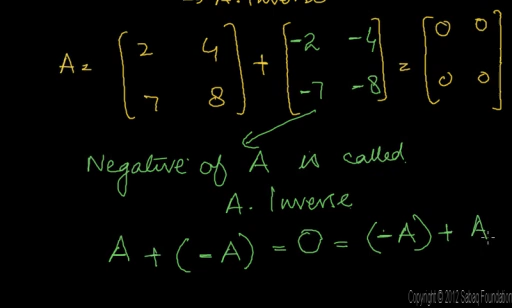 → A. Inverse
A = [2 4 7 8] + [-2 -4 -7 -8] = [0 0 0 0]
Negative of A is called
A. Inverse
A + (-A) = O = (-A) + A
Copyright © 2012 Sabaq Foundation